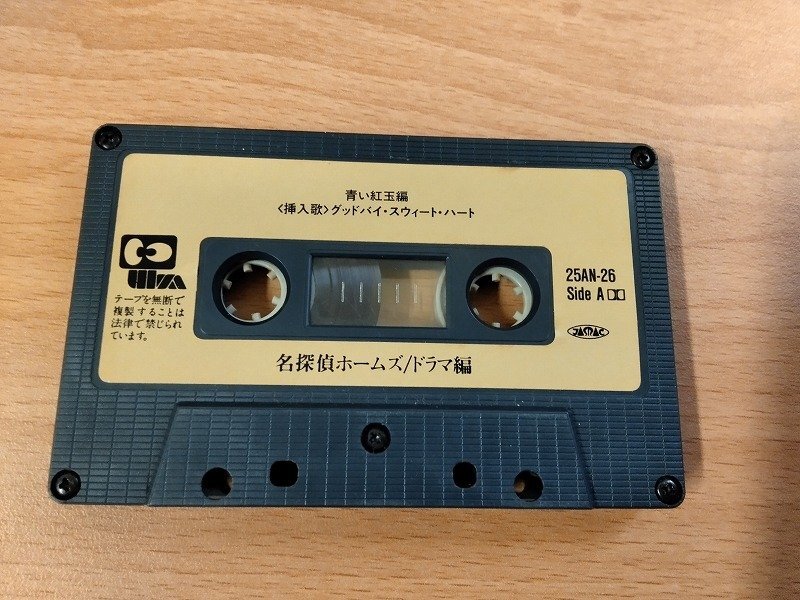 青い紅玉編
〈挿入歌〉グッドバイ・スウィート・ハート
テープを無断で
複製することは
法律で禁じられ
ています。
25AN-26
Side A
JASRAC
名探偵ホームズ/ドラマ編